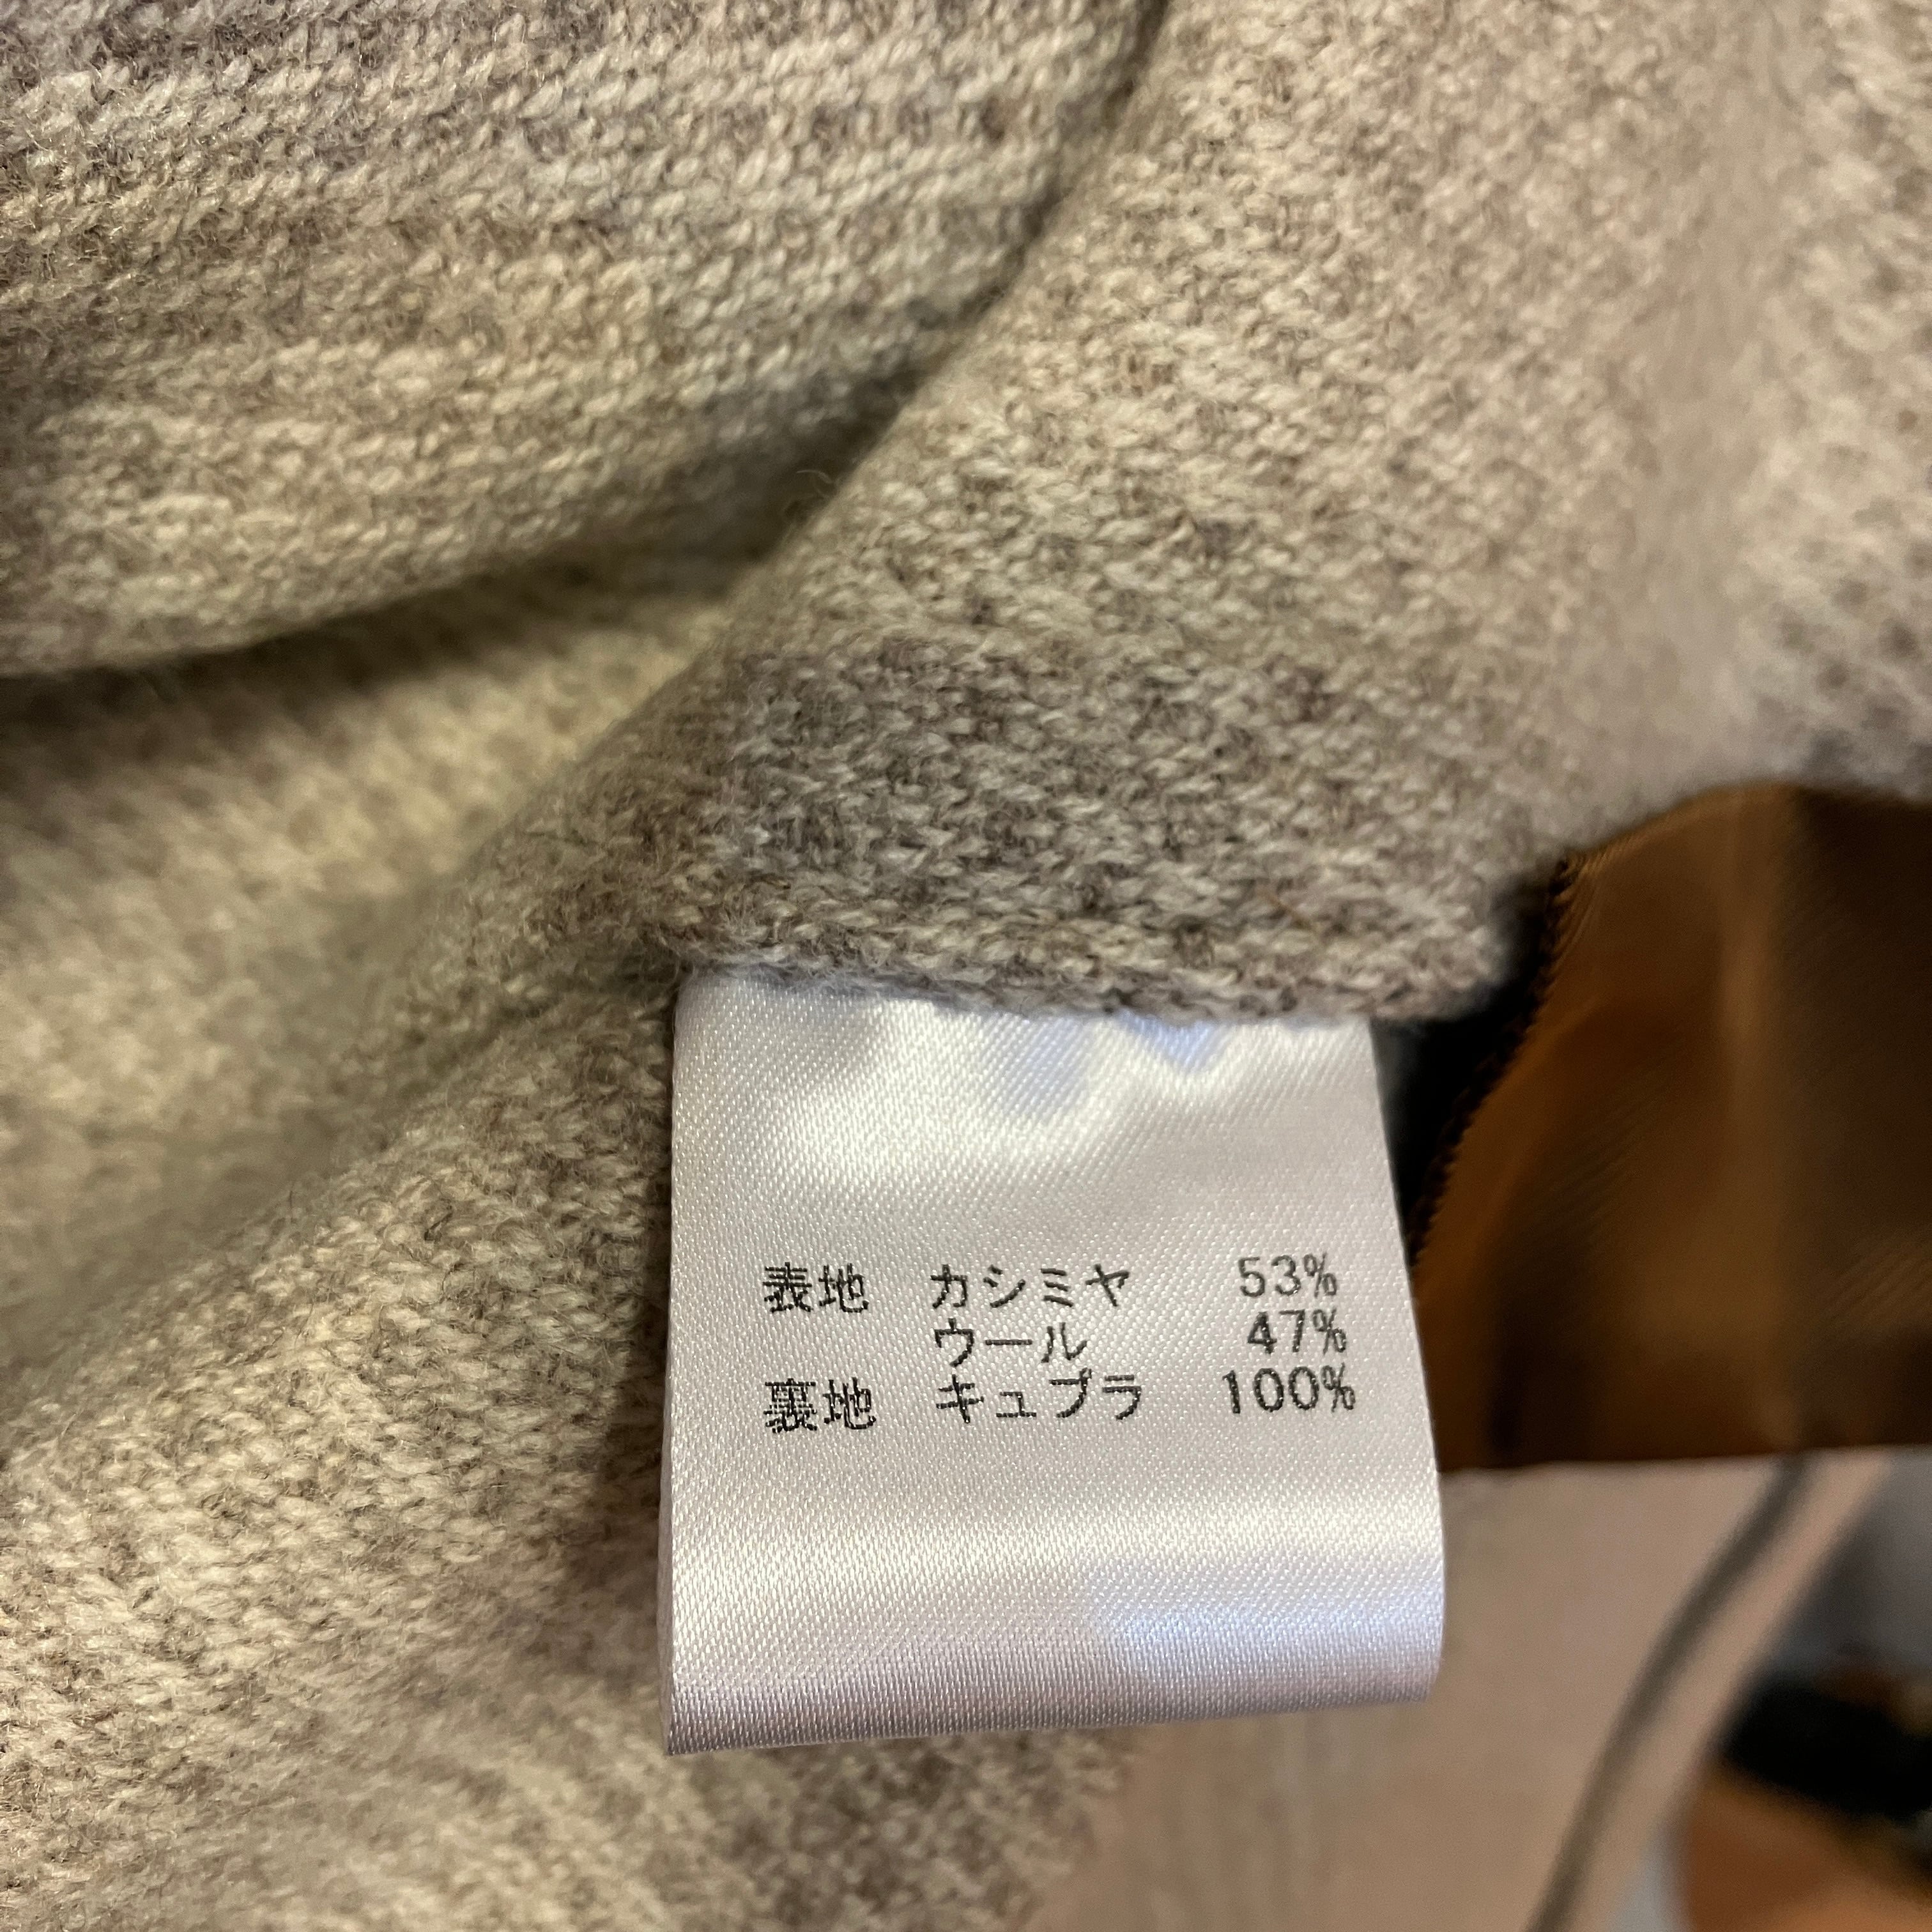 表地 カシミヤ 53%
ウール 47%
裏地 キュプラ 100%